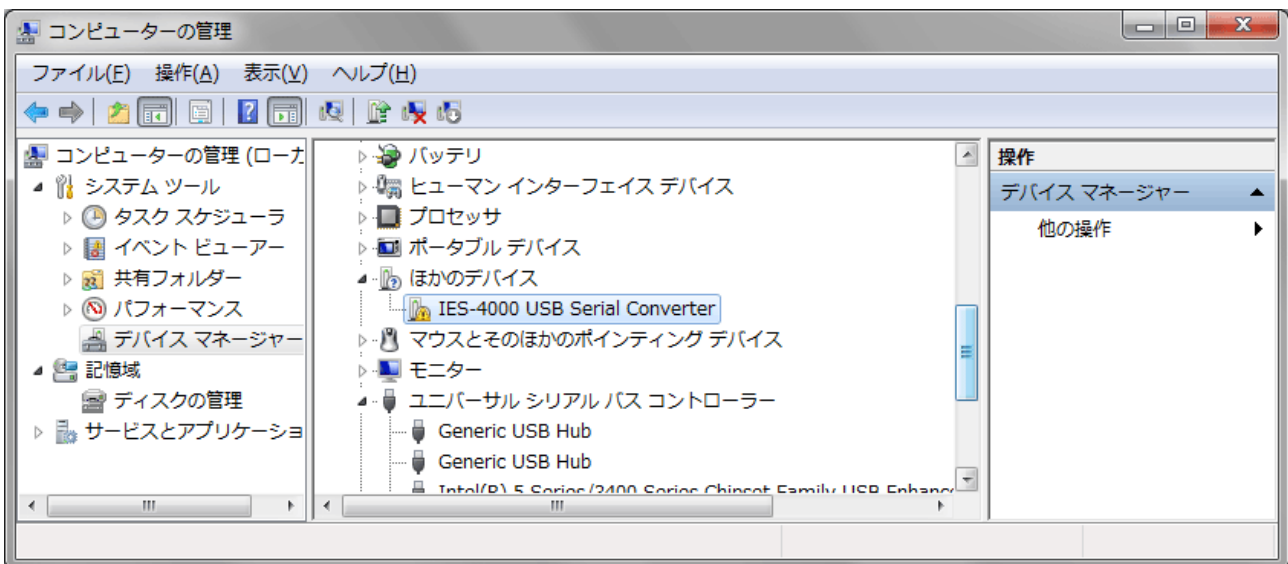 コンピューターの管理
ファイル(F) 操作(A) 表示(V) ヘルプ(H)
コンピューターの管理 (ローカ
システム ツール
タスク スケジューラ
イベント ビューアー
共有フォルダー
パフォーマンス
デバイス マネージャー
記憶域
ディスクの管理
サービスとアプリケーショ
バッテリ
ヒューマン インターフェイス デバイス
プロセッサ
ポータブル デバイス
ほかのデバイス
IES-4000 USB Serial Converter
マウスとそのほかのポインティング デバイス
モニター
ユニバーサル シリアル バス コントローラー
Generic USB Hub
Generic USB Hub
Intel(R) 5 Series/3400 Series Chipset Family USB Enhanc
操作
デバイス マネージャー
他の操作